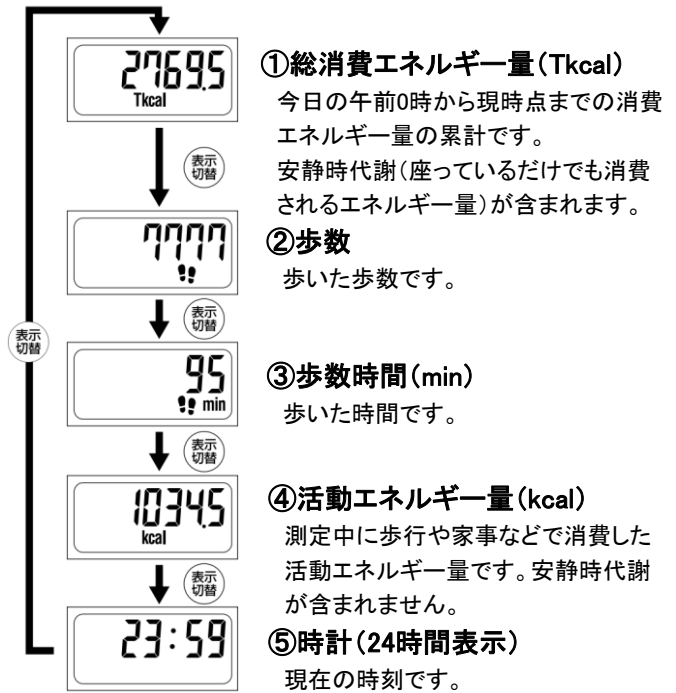 2769.5
Tkcal
①総消費エネルギー量(Tkcal)
今日の午前0時から現時点までの消費
エネルギー量の累計です。
安静時代謝(座っているだけでも消費
されるエネルギー量)が含まれます。
表示
切替
7777
②歩数
歩いた歩数です。
表示
切替
表示
切替
95
min
③歩数時間(min)
歩いた時間です。
表示
切替
1034.5
kcal
④活動エネルギー量(kcal)
測定中に歩行や家事などで消費した
活動エネルギー量です。安静時代謝
が含まれません。
表示
切替
23:59
⑤時計(24時間表示)
現在の時刻です。